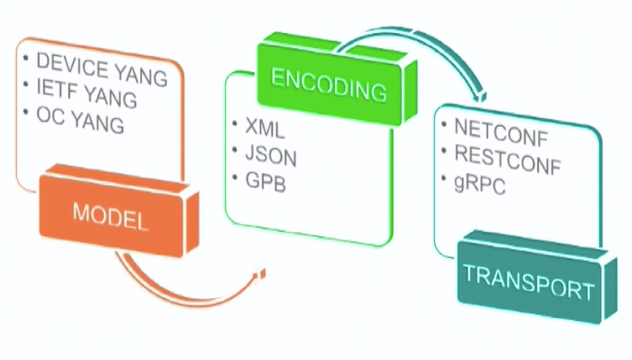 • DEVICE YANG
• IETF YANG
• OC YANG
MODEL
ENCODING
• XML
• JSON
• GPB
• NETCONF
• RESTCONF
• gRPC
TRANSPORT